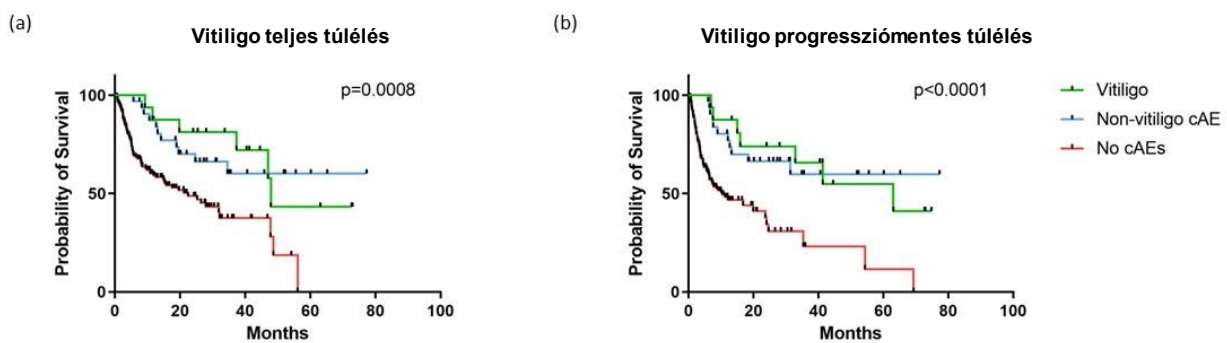 (a)
Vitiligo teljes túlélés
p=0.0008
Probability of Survival
100
50
0
0 20 40 60 80 100
Months
(b)
Vitiligo progressziómentes túlélés
p<0.0001
Probability of Survival
100
50
0
0 20 40 60 80 100
Months
Vitiligo
Non-vitiligo cAE
No cAEs